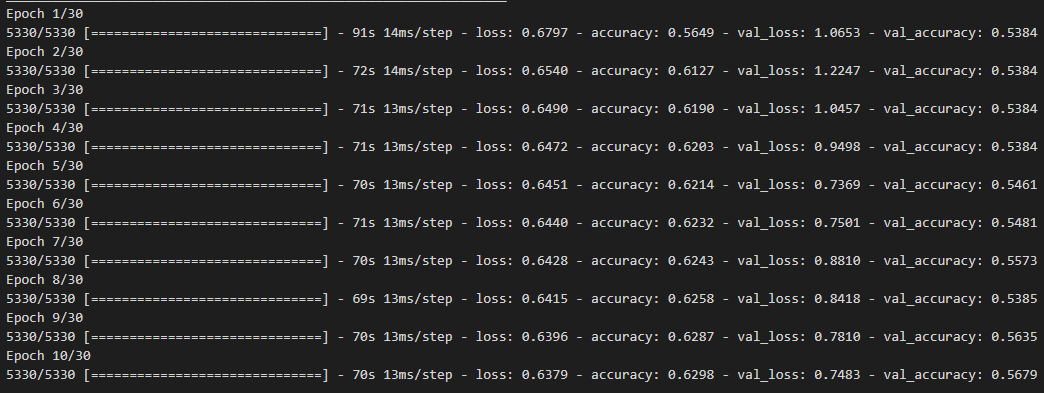 Epoch 1/30
5330/5330 [==============================] - 91s 14ms/step - loss: 0.6797 - accuracy: 0.5649 - val_loss: 1.0653 - val_accuracy: 0.5384
Epoch 2/30
5330/5330 [==============================] - 72s 14ms/step - loss: 0.6540 - accuracy: 0.6127 - val_loss: 1.2247 - val_accuracy: 0.5384
Epoch 3/30
5330/5330 [==============================] - 71s 13ms/step - loss: 0.6490 - accuracy: 0.6190 - val_loss: 1.0457 - val_accuracy: 0.5384
Epoch 4/30
5330/5330 [==============================] - 71s 13ms/step - loss: 0.6472 - accuracy: 0.6203 - val_loss: 0.9498 - val_accuracy: 0.5384
Epoch 5/30
5330/5330 [==============================] - 70s 13ms/step - loss: 0.6451 - accuracy: 0.6214 - val_loss: 0.7369 - val_accuracy: 0.5461
Epoch 6/30
5330/5330 [==============================] - 71s 13ms/step - loss: 0.6440 - accuracy: 0.6232 - val_loss: 0.7501 - val_accuracy: 0.5481
Epoch 7/30
5330/5330 [==============================] - 70s 13ms/step - loss: 0.6428 - accuracy: 0.6243 - val_loss: 0.8810 - val_accuracy: 0.5573
Epoch 8/30
5330/5330 [==============================] - 69s 13ms/step - loss: 0.6415 - accuracy: 0.6258 - val_loss: 0.8418 - val_accuracy: 0.5385
Epoch 9/30
5330/5330 [==============================] - 70s 13ms/step - loss: 0.6396 - accuracy: 0.6287 - val_loss: 0.7810 - val_accuracy: 0.5635
Epoch 10/30
5330/5330 [==============================] - 70s 13ms/step - loss: 0.6379 - accuracy: 0.6298 - val_loss: 0.7483 - val_accuracy: 0.5679